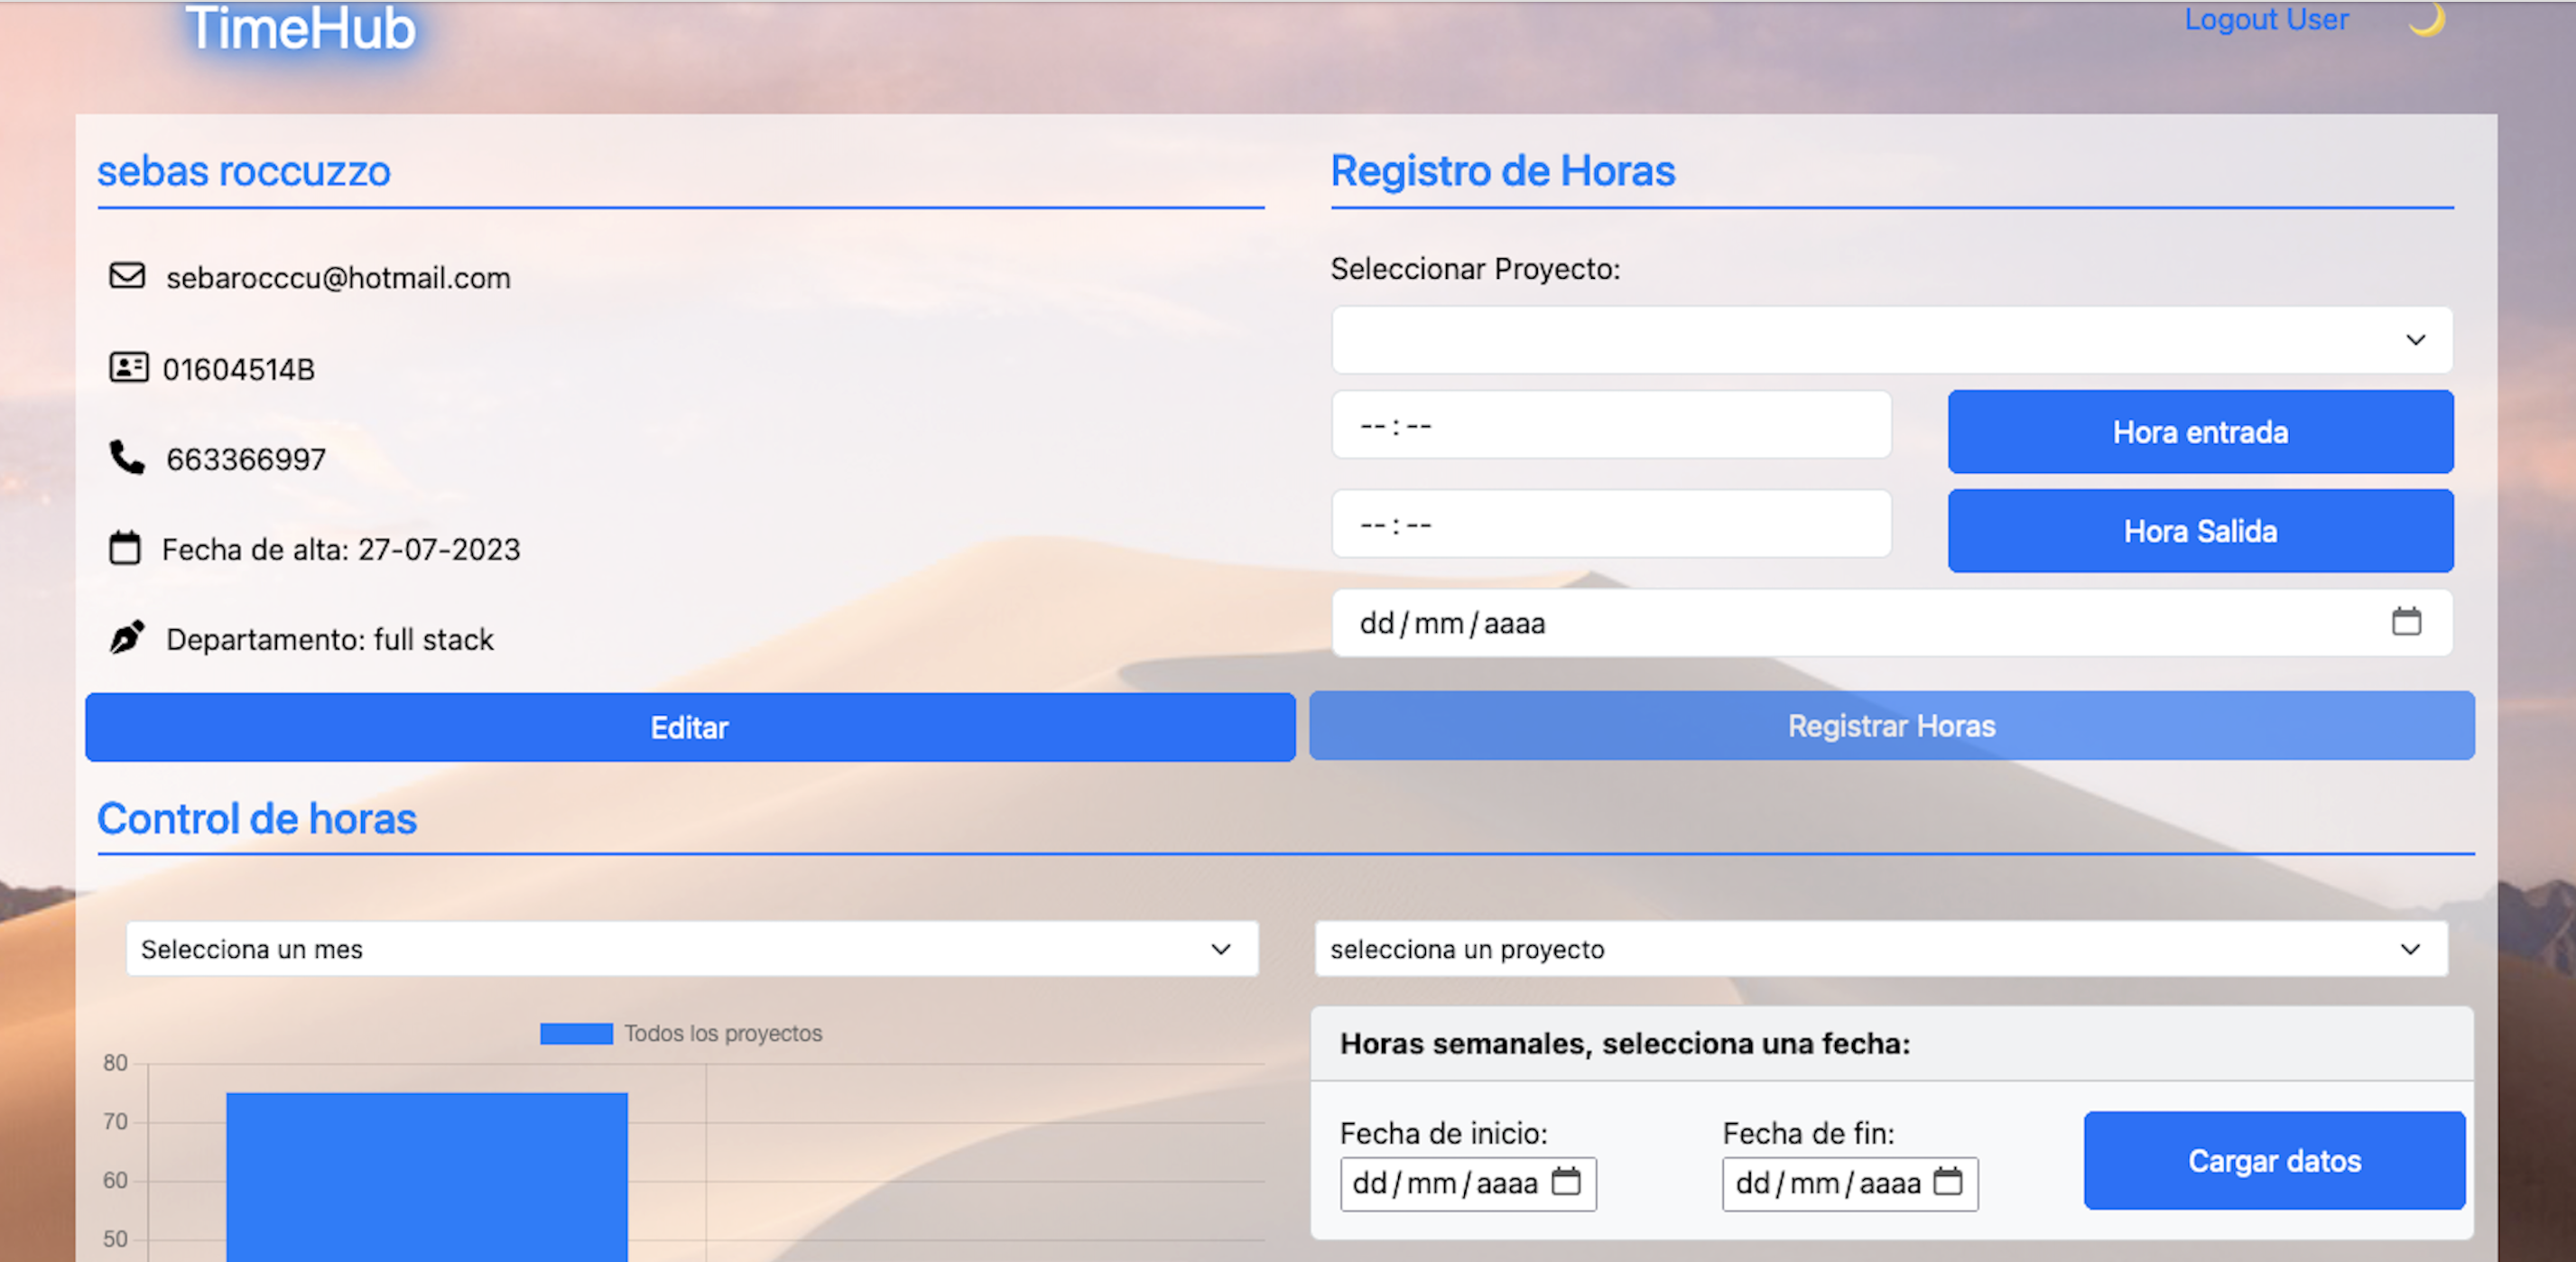 TimeHub
Logout User
sebas roccuzzo
sebarocccu@hotmail.com
01604514B
663366997
Fecha de alta: 27-07-2023
Departamento: full stack
Editar
Registro de Horas
Seleccionar Proyecto:
--:--
Hora entrada
--:--
Hora Salida
dd/mm/aaaa
Registrar Horas
Control de horas
Selecciona un mes
selecciona un proyecto
Todos los proyectos
80
70
60
50
Horas semanales, selecciona una fecha:
Fecha de inicio:
dd/mm/aaaa
Fecha de fin:
dd/mm/aaaa
Cargar datos